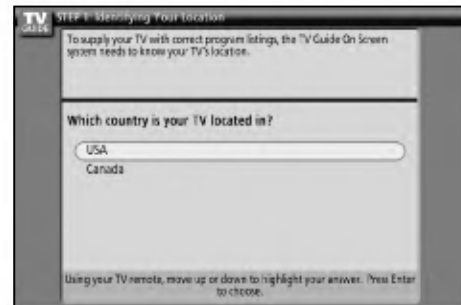 TV
GUIDE
STEP 1: Identifying Your Location
To supply your TV with correct program listings, the TV Guide On Screen
system needs to know your TV's location.
Which country is your TV located in?
USA
Canada
Using your TV remote, move up or down to highlight your answer. Press Enter
to choose.